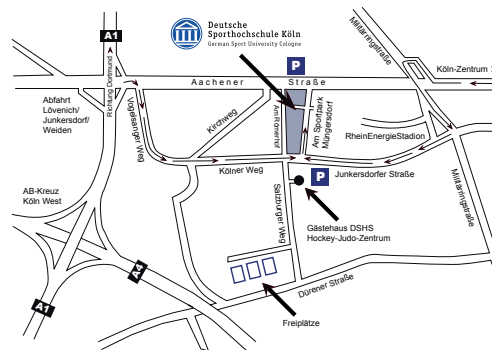 Deutsche
Sporthochschule Köln
German Sport University Cologne
A1
P
Militärringstraße
Köln-Zentrum
Richtung Dortmund
Aachener Straße
Abfahrt
Lövenich/
Junkersdorf/
Weiden
Vogelsanger Weg
Kirchweg
Am Römerhof
Am Sportpark
Müngersdorf
RheinEnergieStadion
Kölner Weg
P
Junkersdorfer Straße
Militärringstraße
AB-Kreuz
Köln West
Salzburger Weg
Gästehaus DSHS
Hockey-Judo-Zentrum
A4
Dürener Straße
A1
Freiplätze